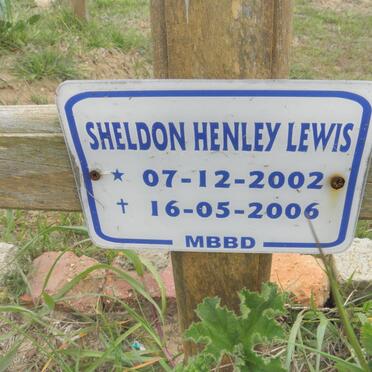 SHELDON HENLEY LEWIS
★ 07-12-2002
✝ 16-05-2006
MBBD